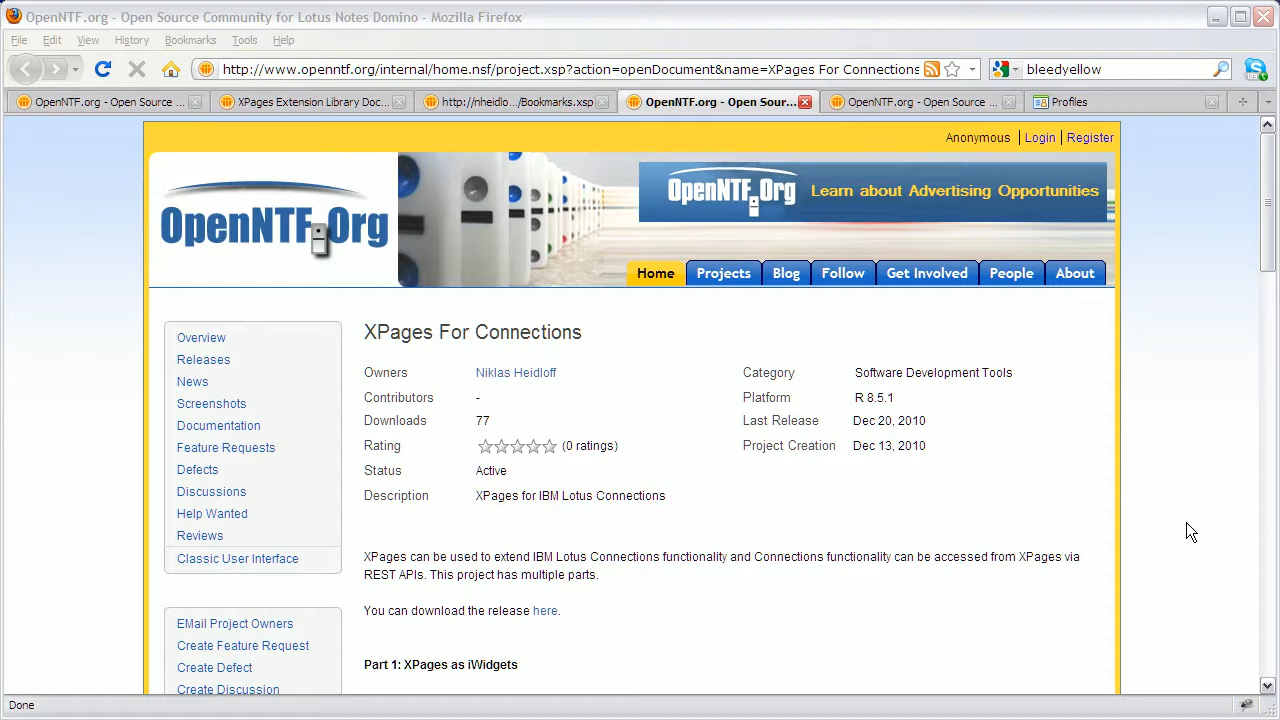 OpenNTF.org - Open Source Community for Lotus Notes Domino - Mozilla Firefox
File Edit View History Bookmarks Tools Help
http://www.openntf.org/internal/home.nsf/project.xsp?action=openDocument&name=XPages For Connections
bleedyellow
OpenNTF.org - Open Source ...
XPages Extension Library Doc...
http://nheidlo.../Bookmarks.xsp
OpenNTF.org - Open Sour...
OpenNTF.org - Open Source ...
Profiles
Anonymous | Login | Register
OpenNTF.Org
OpenNTF.Org Learn about Advertising Opportunities
Home Projects Blog Follow Get Involved People About
Overview
Releases
News
Screenshots
Documentation
Feature Requests
Defects
Discussions
Help Wanted
Reviews
Classic User Interface
EMail Project Owners
Create Feature Request
Create Defect
Create Discussion
XPages For Connections
Owners Niklas Heidloff Category Software Development Tools
Contributors - Platform R 8.5.1
Downloads 77 Last Release Dec 20, 2010
Rating (0 ratings) Project Creation Dec 13, 2010
Status Active
Description XPages for IBM Lotus Connections
XPages can be used to extend IBM Lotus Connections functionality and Connections functionality can be accessed from XPages via
REST APIs. This project has multiple parts.
You can download the release here.
Part 1: XPages as iWidgets
Done